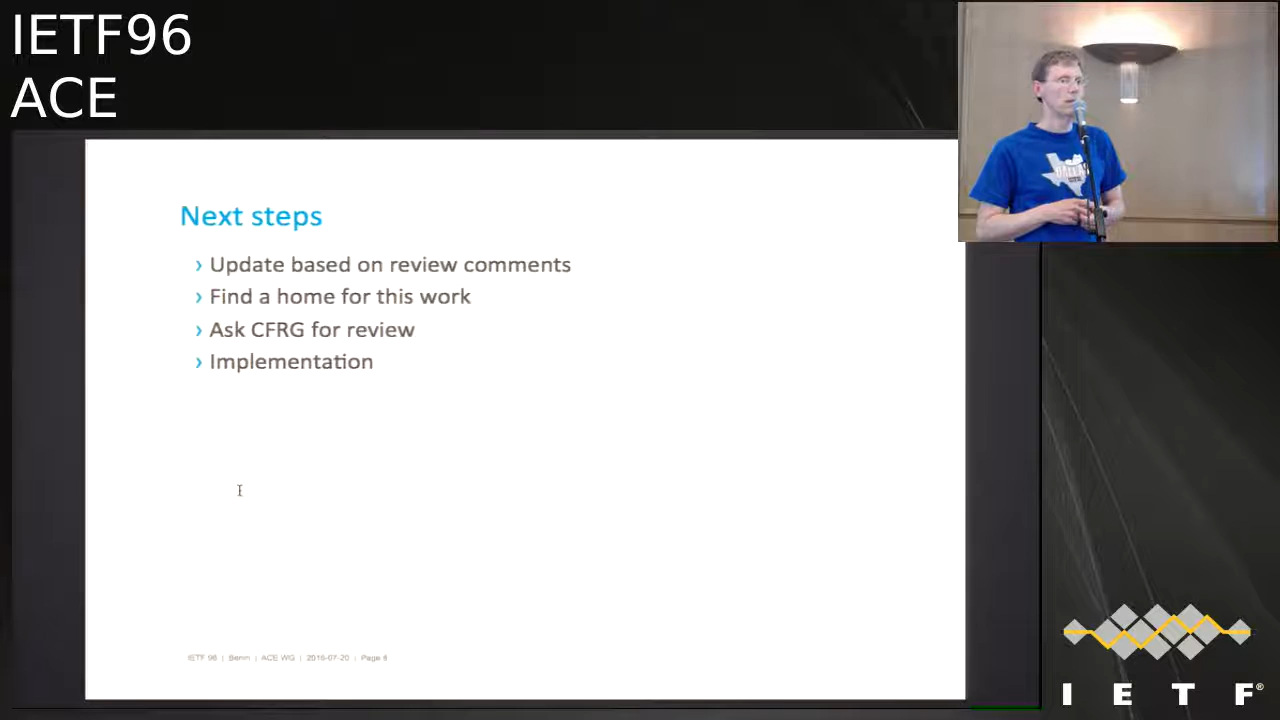 IETF96
ACE
Next steps
› Update based on review comments
› Find a home for this work
› Ask CFRG for review
› Implementation
IETF 96 | Berlin | ACE WG | 2016-07-20 | Page 6
I E T F®